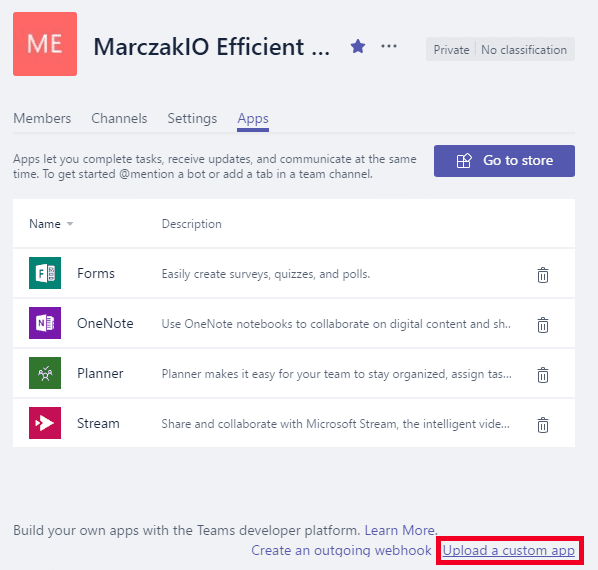 ME
MarczakIO Efficient ...
Private No classification
Members Channels Settings Apps
Apps let you complete tasks, receive updates, and communicate at the same
time. To get started @mention a bot or add a tab in a team channel.
Go to store
Name Description
F Forms Easily create surveys, quizzes, and polls.
N OneNote Use OneNote notebooks to collaborate on digital content and sh..
Planner Planner makes it easy for your team to stay organized, assign tas...
Stream Share and collaborate with Microsoft Stream, the intelligent vide...
Build your own apps with the Teams developer platform. Learn More.
Create an outgoing webhook Upload a custom app